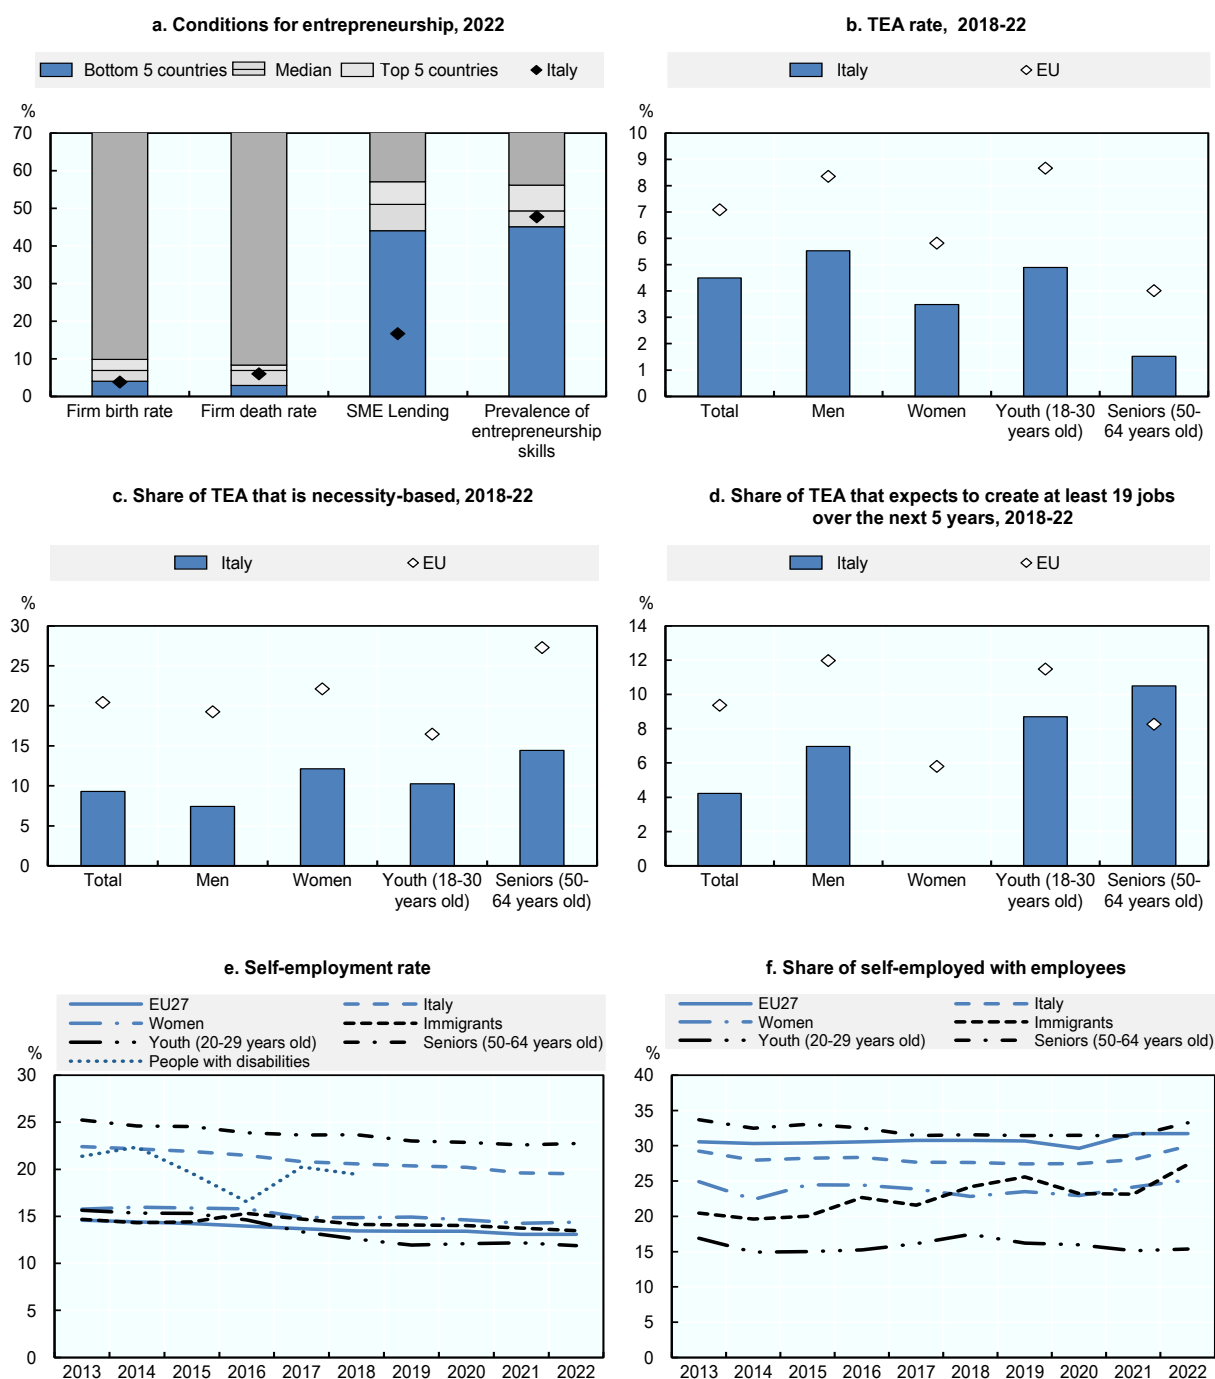 a. Conditions for entrepreneurship, 2022
Bottom 5 countries
Median
Top 5 countries
Italy
%
70
60
50
40
30
20
10
0
Firm birth rate
Firm death rate
SME Lending
Prevalence of
entrepreneurship
skills
b. TEA rate,  2018-22
Italy
EU
%
10
9
8
7
6
5
4
3
2
1
0
Total
Men
Women
Youth (18-30
years old)
Seniors (50-
64 years old)
c. Share of TEA that is necessity-based, 2018-22
Italy
EU
%
30
25
20
15
10
5
0
Total
Men
Women
Youth (18-30
years old)
Seniors (50-
64 years old)
d. Share of TEA that expects to create at least 19 jobs
over the next 5 years, 2018-22
Italy
EU
%
14
12
10
8
6
4
2
0
Total
Men
Women
Youth (18-30
years old)
Seniors (50-
64 years old)
e. Self-employment rate
EU27
Italy
Women
Immigrants
Youth (20-29 years old)
Seniors (50-64 years old)
People with disabilities
%
30
25
20
15
10
5
0
2013 2014 2015 2016 2017 2018 2019 2020 2021 2022
f. Share of self-employed with employees
EU27
Italy
Women
Immigrants
Youth (20-29 years old)
Seniors (50-64 years old)
%
40
35
30
25
20
15
10
5
0
2013 2014 2015 2016 2017 2018 2019 2020 2021 2022